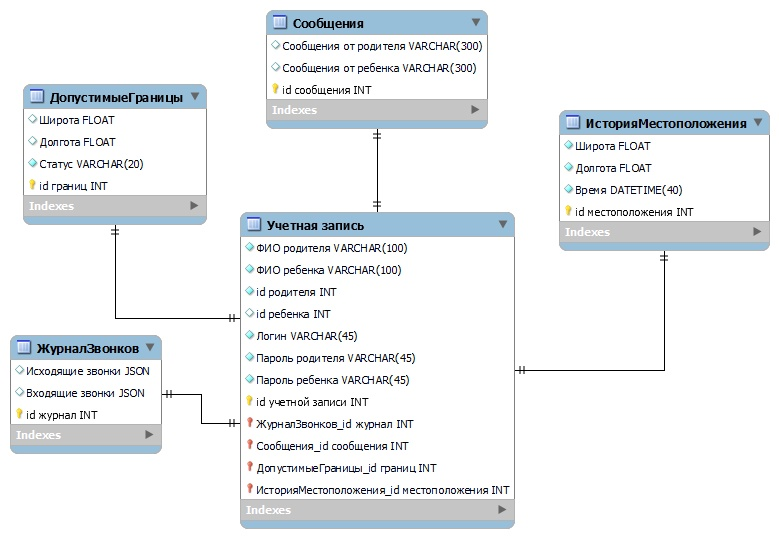 Сообщения
Сообщения от родителя VARCHAR(300)
Сообщения от ребенка VARCHAR(300)
id сообщения INT
Indexes
ДопустимыеГраницы
Широта FLOAT
Долгота FLOAT
Статус VARCHAR(20)
id границ INT
Indexes
ИсторияМестоположения
Широта FLOAT
Долгота FLOAT
Время DATETIME(40)
id местоположения INT
Indexes
Учетная запись
ФИО родителя VARCHAR(100)
ФИО ребенка VARCHAR(100)
id родителя INT
id ребенка INT
Логин VARCHAR(45)
Пароль родителя VARCHAR(45)
Пароль ребенка VARCHAR(45)
id учетной записи INT
ЖурналЗвонков_id журнал INT
Сообщения_id сообщения INT
ДопустимыеГраницы_id границ INT
ИсторияМестоположения_id местоположения INT
Indexes
ЖурналЗвонков
Исходящие звонки JSON
Входящие звонки JSON
id журнал INT
Indexes